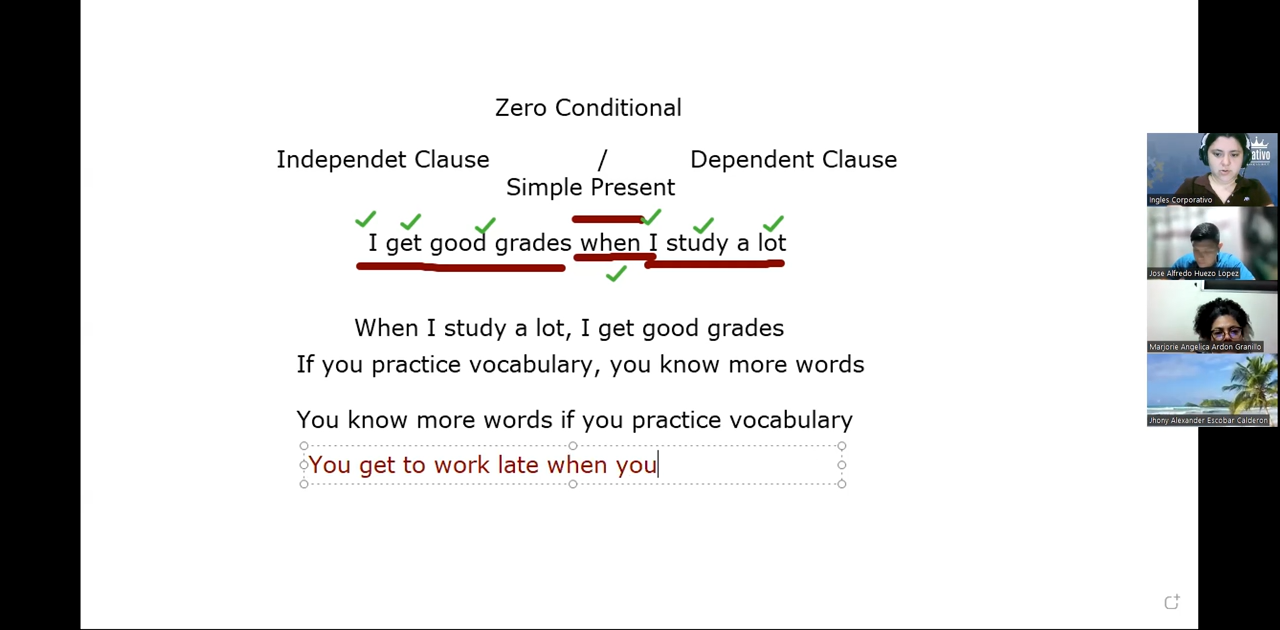 Zero Conditional
Independet Clause / Dependent Clause
Simple Present
I get good grades when I study a lot
When I study a lot, I get good grades
If you practice vocabulary, you know more words
You know more words if you practice vocabulary
You get to work late when you
ativo
Ingles Corporativo
Jose Alfredo Huezo Lopez
Marjorie Angelica Ardon Granillo
Jhony Alexander Escobar Calderon